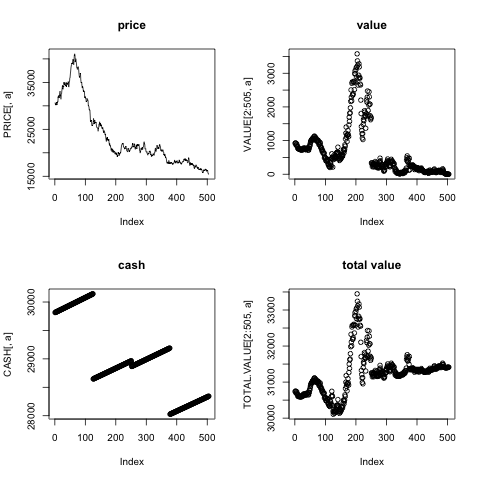 price
PRICE[, a]
15000 25000 35000
0 100 200 300 400 500
Index
value
VALUE[2:505, a]
0 1000 2000 3000
0 100 200 300 400 500
Index
cash
CASH[, a]
28000 29000 30000
0 100 200 300 400 500
Index
total value
TOTAL.VALUE[2:505, a]
30000 31000 32000 33000
0 100 200 300 400 500
Index